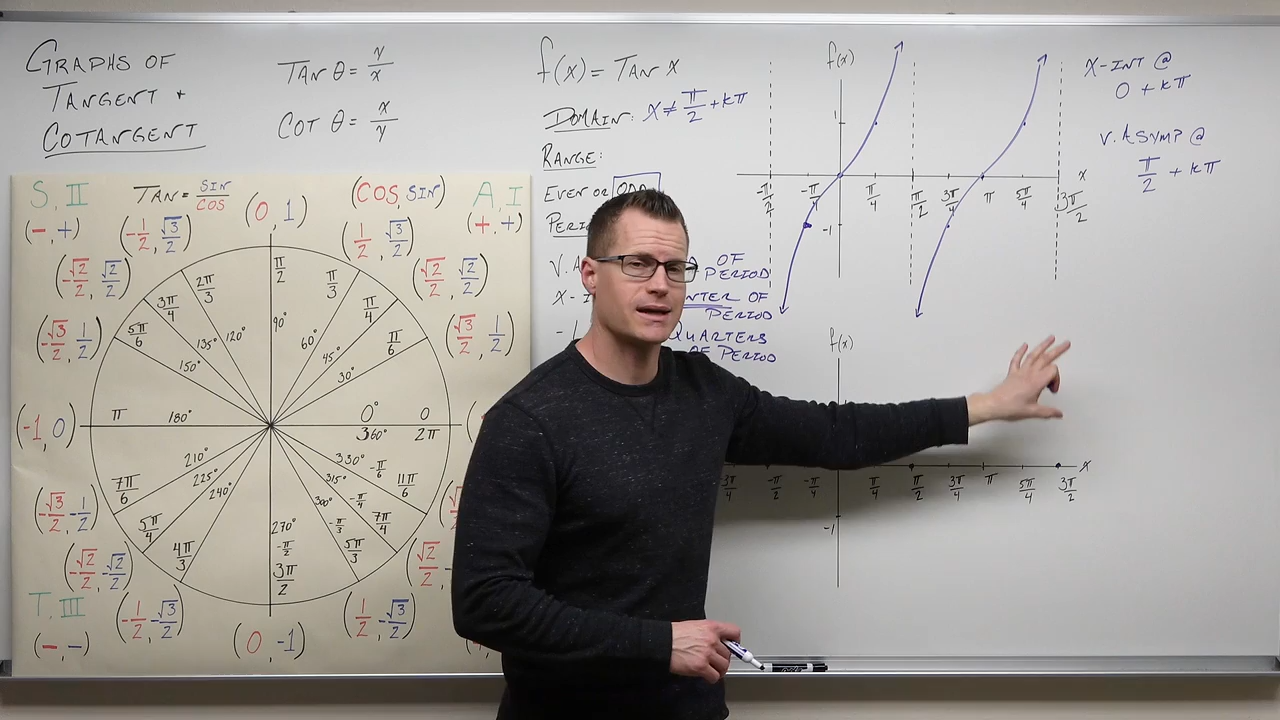 GRAPHS OF
TANGENT +
COTANGENT
TAN θ = y/x
COT θ = x/y
f(x) = TAN X
DOMAIN: X ≠ π/2 + kπ
RANGE:
EVEN OR ODD
OF
PERIOD
OF
PERIOD
QUARTERS
OF PERIOD
f(x)
1
-1
-π/2
π/4
π/2
3π/4
π
5π/4
3π/2
x
X-INT @
0 + kπ
V. ASYMP @
π/2 + kπ
f(x)
-1
-π/2
-π/4
π/4
π/2
3π/4
π
5π/4
3π/2
x
S, II
TAN = SIN/COS
(COS, SIN)
A, I
(-, +)
(+, +)
(0, 1)
(-1/2, √3/2)
(1/2, √3/2)
(-√2/2, √2/2)
(√2/2, √2/2)
(-√3/2, 1/2)
(√3/2, 1/2)
π/2
2π/3
π/3
3π/4
π/4
5π/6
π/6
90°
120°
60°
135°
45°
150°
30°
(-1, 0)
π
180°
0°
0
360°
2π
210°
330°
-π/6
7π/6
11π/6
225°
315°
-π/4
240°
300°
-π/3
5π/4
7π/4
4π/3
5π/3
270°
-π/2
3π/2
(-√3/2, -1/2)
(-√2/2, -√2/2)
(√2/2, -
(-1/2, -√3/2)
(1/2, -√3/2)
(0, -1)
T, III
(-, -)